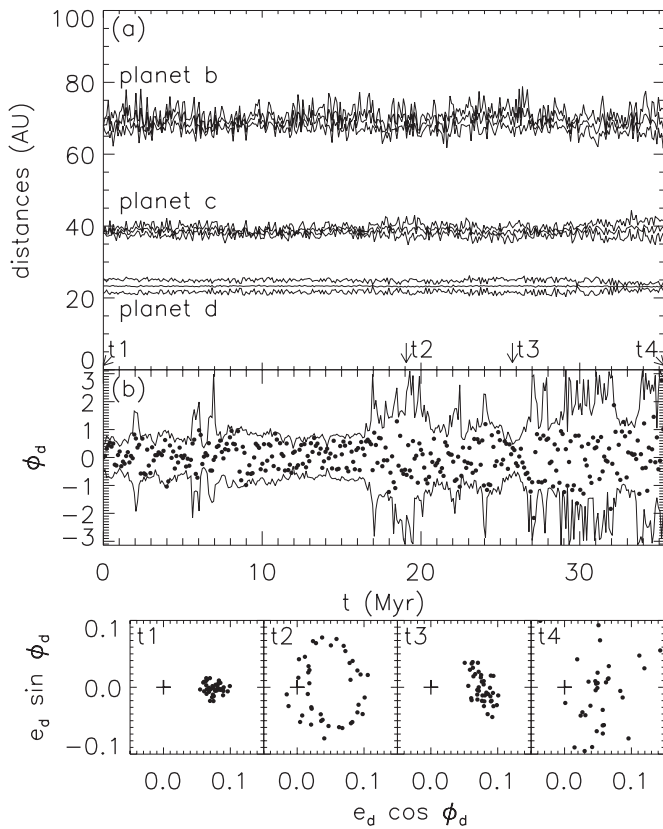 100
(a)
planet b
80
60
distances (AU)
planet c
40
20
planet d
0
t1
t2
t3
t4
3
(b)
2
1
ϕd
0
-1
-2
-3
0
10
20
30
t (Myr)
0.1
t1
t2
t3
t4
ed sin ϕd
0.0
-0.1
0.0 0.1 0.0 0.1 0.0 0.1 0.0 0.1
ed cos ϕd